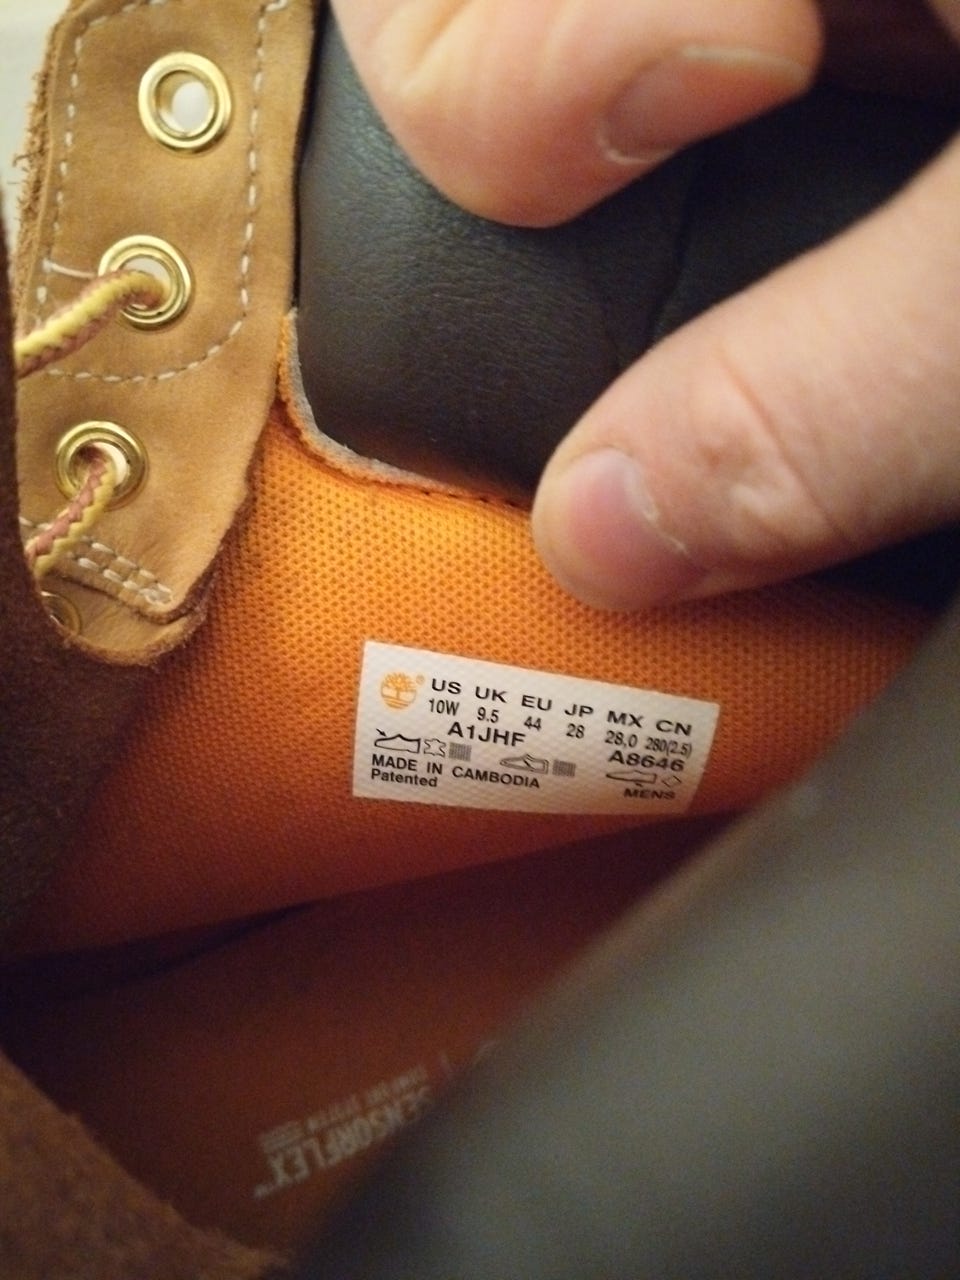 US UK EU JP MX CN
10W 9.5 44 28 28,0 280(2.5)
A1JHF A8646
MADE IN CAMBODIA
Patented MENS
SENSORFLEX™